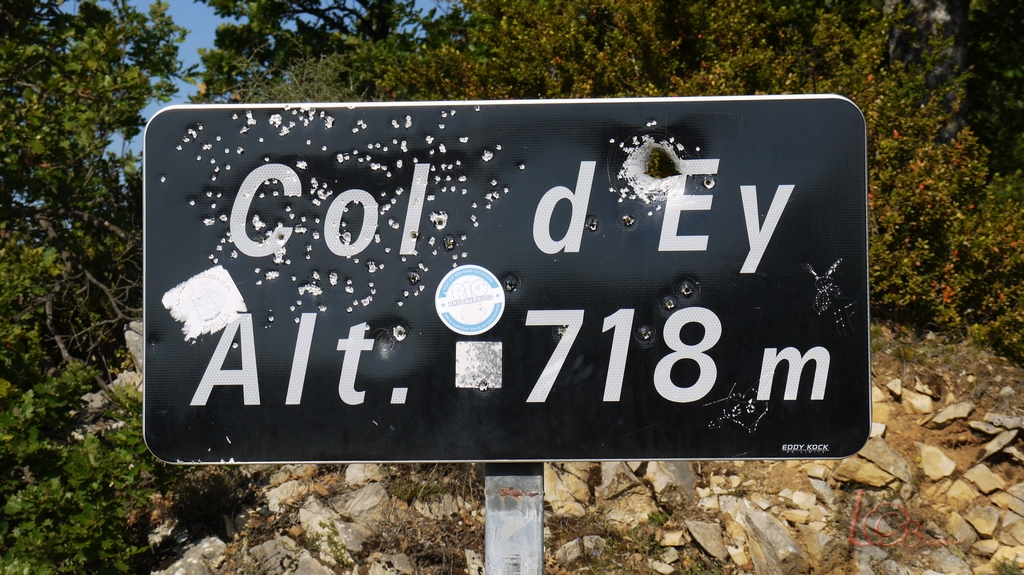 Col d Ey
Alt. 718 m
EDDY KOCK